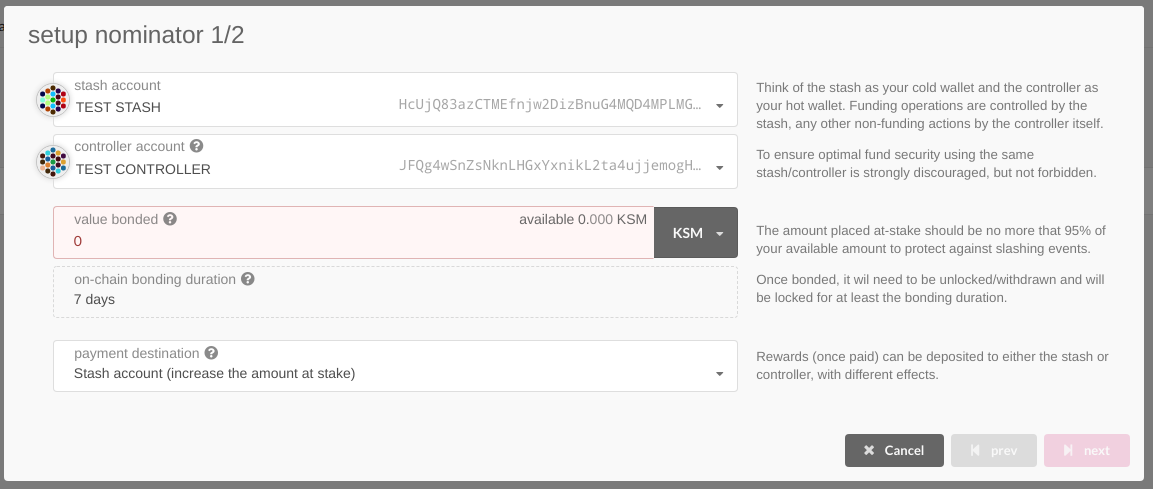 setup nominator 1/2
stash account
TEST STASH
HcUjQ83azCTMEfnjw2DizBnuG4MQD4MPLMG…
Think of the stash as your cold wallet and the controller as
your hot wallet. Funding operations are controlled by the
stash, any other non-funding actions by the controller itself.
controller account
TEST CONTROLLER
JFQg4wSnZsNknLHGxYxnikL2ta4ujjemogH…
To ensure optimal fund security using the same
stash/controller is strongly discouraged, but not forbidden.
value bonded
available 0.000 KSM
0
KSM
The amount placed at-stake should be no more that 95% of
your available amount to protect against slashing events.
on-chain bonding duration
7 days
Once bonded, it wil need to be unlocked/withdrawn and will
be locked for at least the bonding duration.
payment destination
Stash account (increase the amount at stake)
Rewards (once paid) can be deposited to either the stash or
controller, with different effects.
Cancel
prev
next